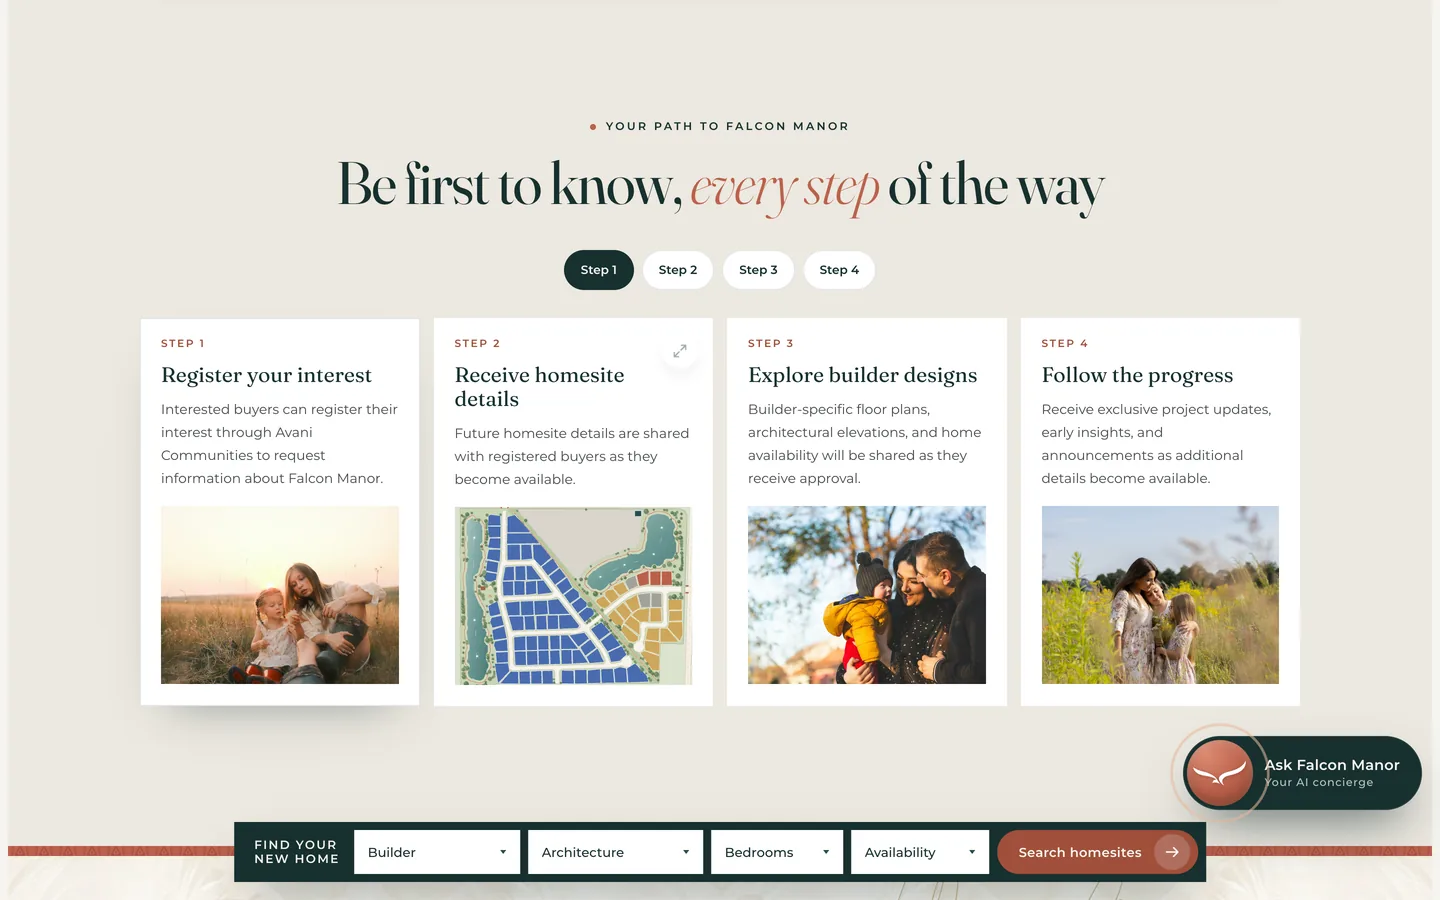 YOUR PATH TO FALCON MANOR
Be first to know, every step of the way
Step 1
Step 2
Step 3
Step 4
STEP 1
Register your interest
Interested buyers can register their
interest through Avani
Communities to request
information about Falcon Manor.
STEP 2
Receive homesite
details
Future homesite details are shared
with registered buyers as they
become available.
STEP 3
Explore builder designs
Builder-specific floor plans,
architectural elevations, and home
availability will be shared as they
receive approval.
STEP 4
Follow the progress
Receive exclusive project updates,
early insights, and
announcements as additional
details become available.
Ask Falcon Manor
Your AI concierge
FIND YOUR
NEW HOME
Builder
Architecture
Bedrooms
Availability
Search homesites